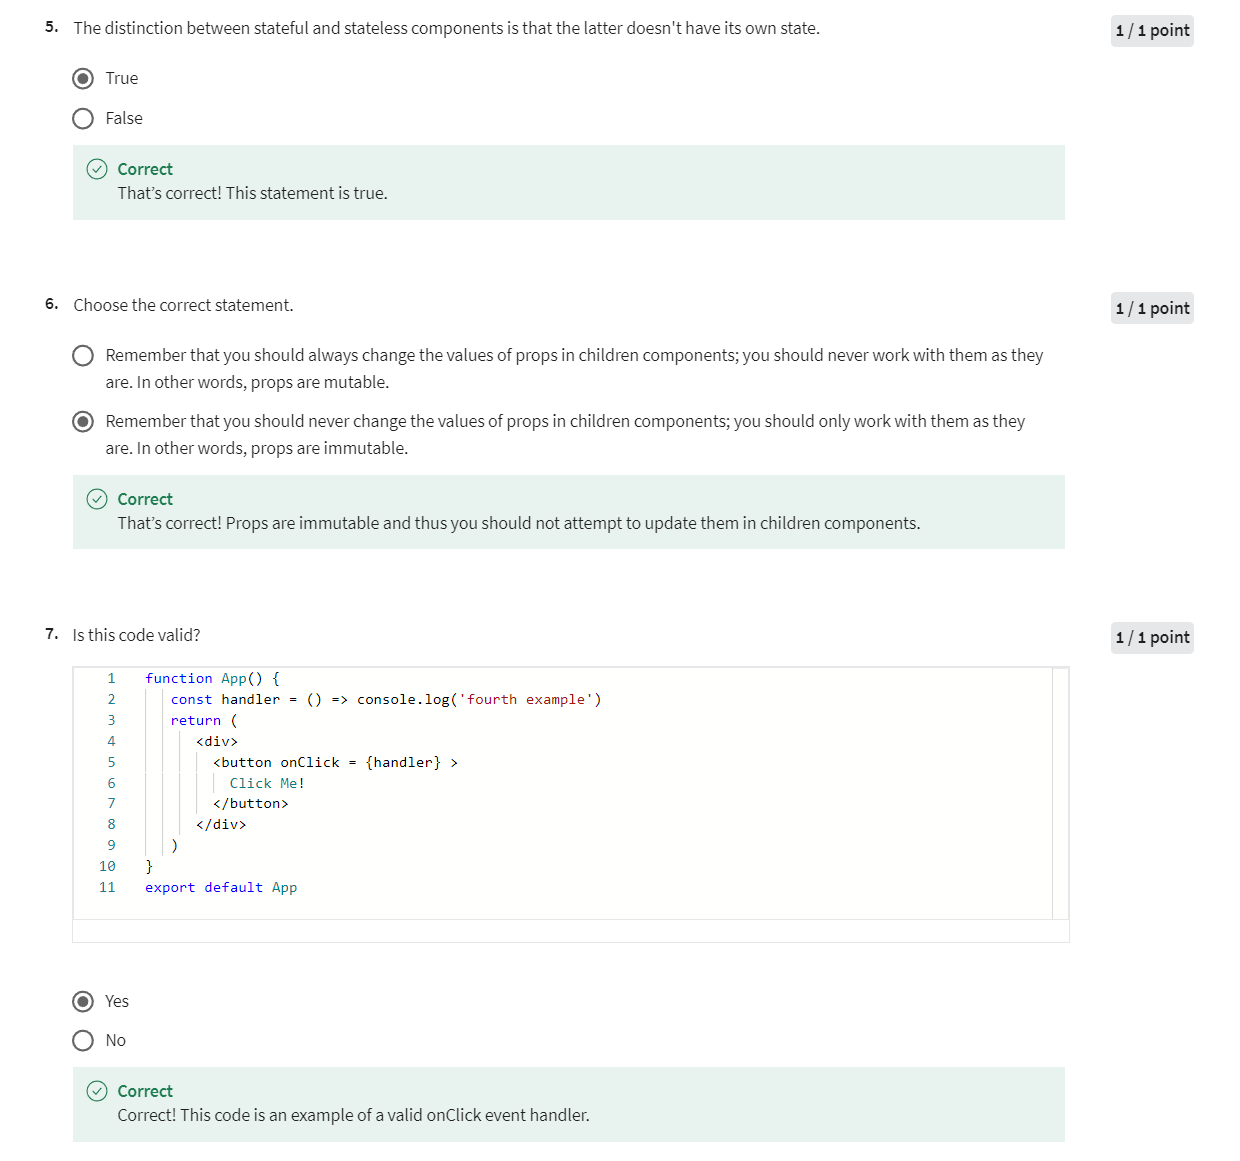 5. The distinction between stateful and stateless components is that the latter doesn't have its own state.
1 / 1 point
True
False
Correct
That's correct! This statement is true.
6. Choose the correct statement.
1 / 1 point
Remember that you should always change the values of props in children components; you should never work with them as they
are. In other words, props are mutable.
Remember that you should never change the values of props in children components; you should only work with them as they
are. In other words, props are immutable.
Correct
That's correct! Props are immutable and thus you should not attempt to update them in children components.
7. Is this code valid?
1 / 1 point
1 function App() {
2 const handler = () => console.log('fourth example')
3 return (
4 <div>
5 <button onClick = {handler} >
6 Click Me!
7 </button>
8 </div>
9 )
10 }
11 export default App
Yes
No
Correct
Correct! This code is an example of a valid onClick event handler.